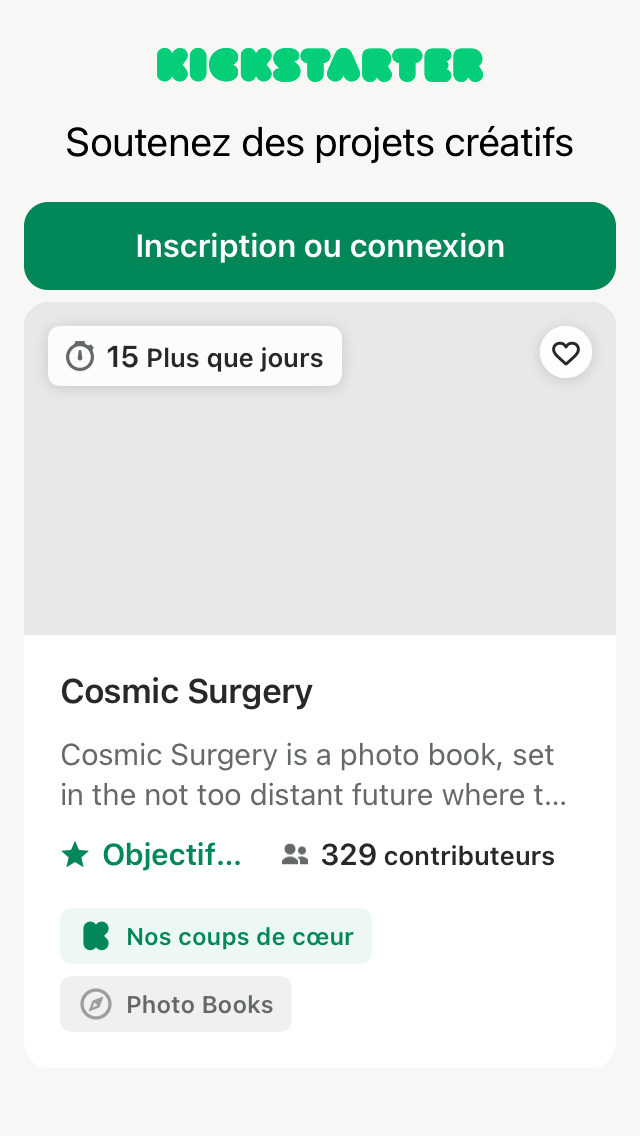 KICKSTARTER
Soutenez des projets créatifs
Inscription ou connexion
15 Plus que jours
Cosmic Surgery
Cosmic Surgery is a photo book, set
in the not too distant future where t...
Objectif...
329 contributeurs
Nos coups de cœur
Photo Books